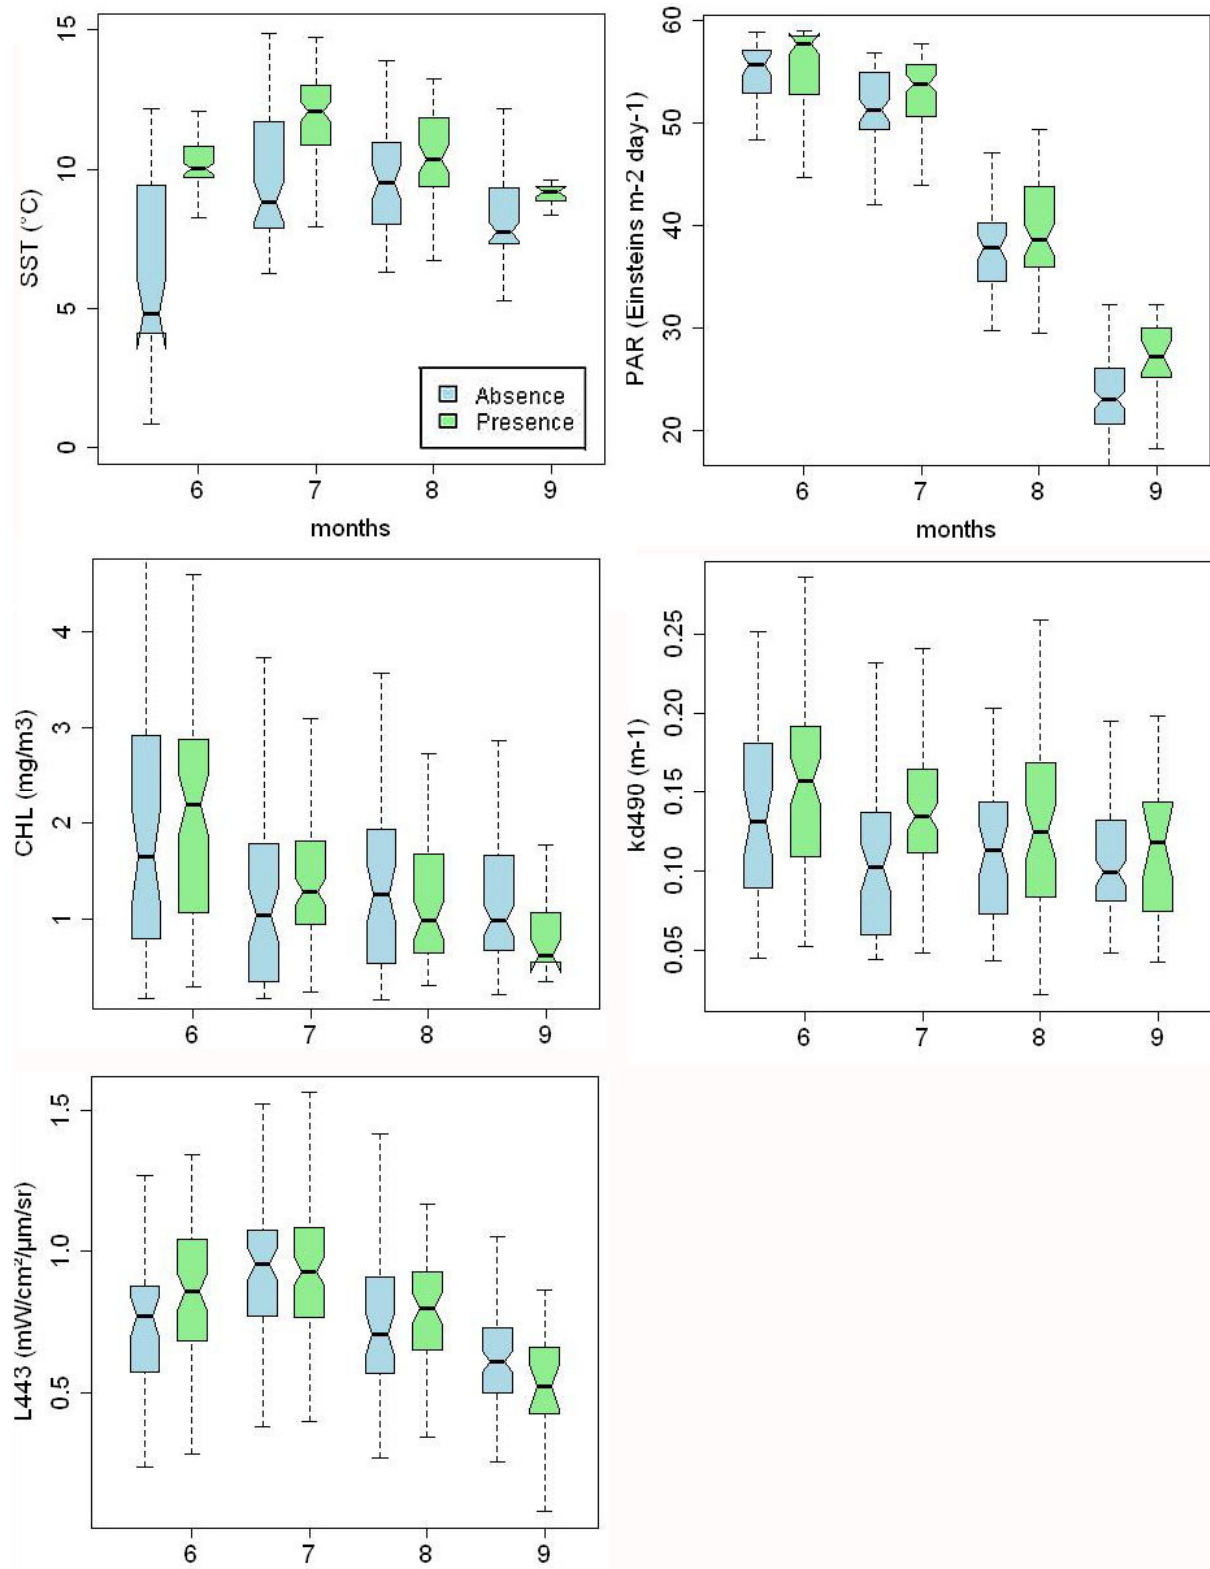 SST (°C)
15
10
5
0
Absence
Presence
6 7 8 9
months
PAR (Einsteins m-2 day-1)
60
50
40
30
20
6 7 8 9
months
CHL (mg/m3)
4
3
2
1
6 7 8 9
kd490 (m-1)
0.25
0.20
0.15
0.10
0.05
6 7 8 9
L443 (mW/cm²/µm/sr)
1.5
1.0
0.5
6 7 8 9